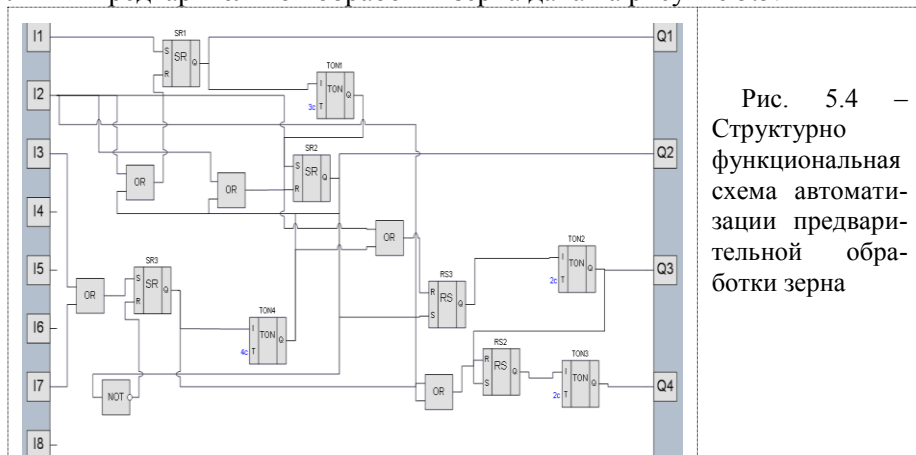 I1
I2
I3
I4
I5
I6
I7
I8
SR1
S
SR
Q
R
TON1
I
TON
Q
3c T
SR2
S
SR
Q
R
OR
OR
OR
TON2
I
TON
Q
2c T
SR3
S
SR
Q
R
OR
RS3
R
RS
Q
S
TON4
I
TON
Q
4c T
RS2
R
RS
Q
S
TON3
I
TON
Q
2c T
NOT
OR
Q1
Q2
Q3
Q4
Рис. 5.4 –
Структурно
функциональная
схема автомати-
зации предвари-
тельной обра-
ботки зерна